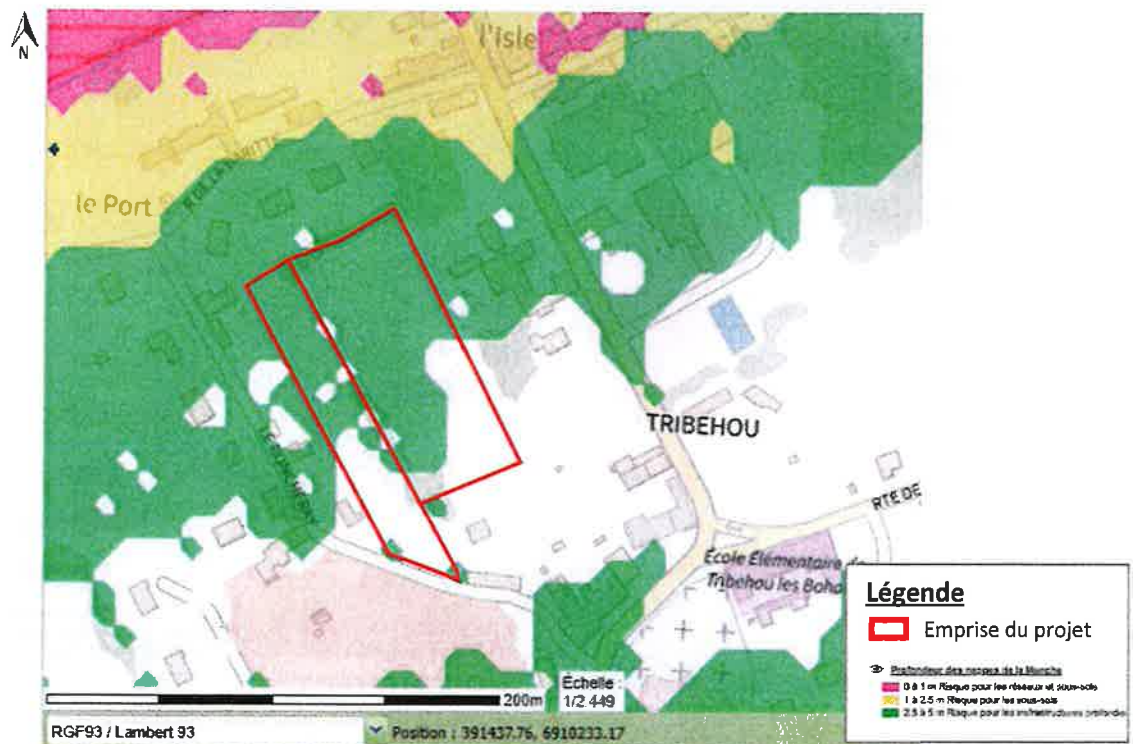 N
l'Isle
le Port
TRIBEHOU
RTE DE
École Élémentaire de
Tribehou les Boho
Légende
Emprise du projet
Profondeur des nappes de la Manche
0 à 1 m Risque pour les réseaux et sous-sols
1 à 2.5 m Risque pour les sous-sols
2.5 à 5 m Risque pour les infrastructures profondes
200m
Echelle :
1/2 449
RGF93 / Lambert 93
Position : 391437.76, 6910233.17